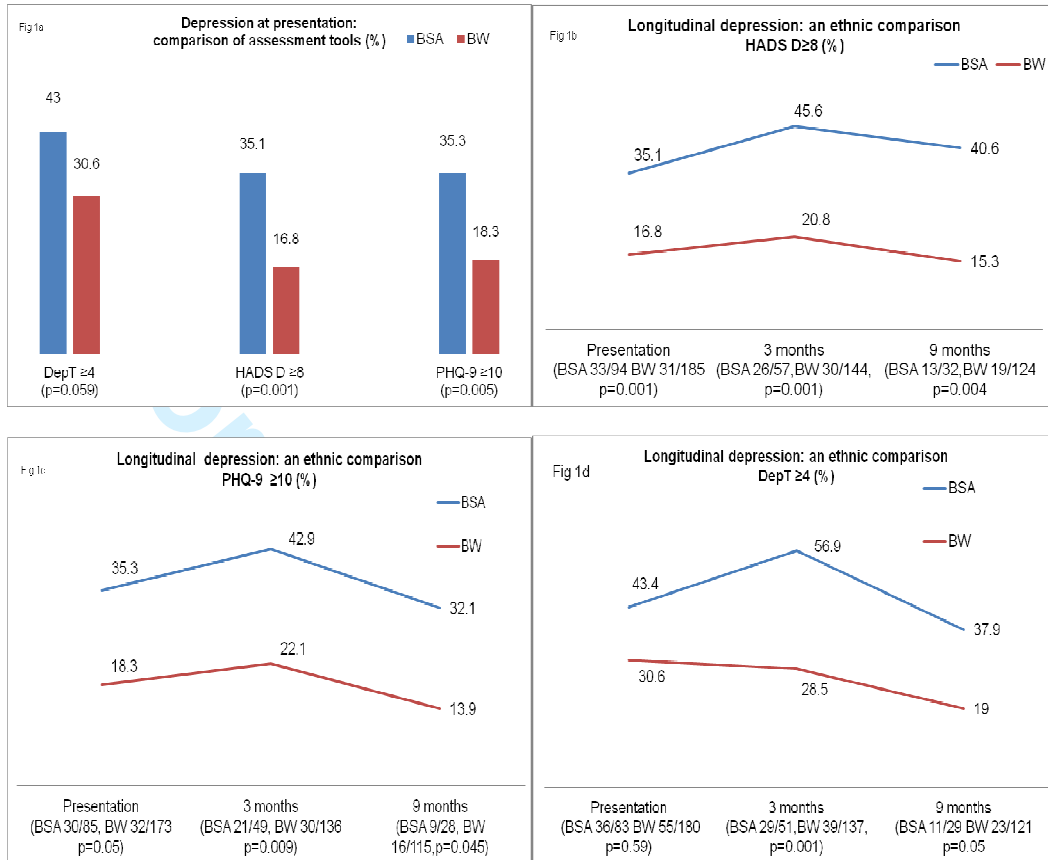 Fig 1a
Depression at presentation:
comparison of assessment tools (%)
BSA
BW
43
30.6
35.1
16.8
35.3
18.3
DepT ≥4
(p=0.059)
HADS D ≥8
(p=0.001)
PHQ-9 ≥10
(p=0.005)
Fig 1b
Longitudinal depression: an ethnic comparison
HADS D≥8 (%)
BSA
BW
35.1
45.6
40.6
16.8
20.8
15.3
Presentation
(BSA 33/94 BW 31/185
p=0.001)
3 months
(BSA 26/57,BW 30/144,
p=0.001)
9 months
(BSA 13/32,BW 19/124
p=0.004
Fig 1c
Longitudinal depression: an ethnic comparison
PHQ-9 ≥10 (%)
BSA
BW
35.3
42.9
32.1
18.3
22.1
13.9
Presentation
(BSA 30/85, BW 32/173
p=0.05)
3 months
(BSA 21/49, BW 30/136
p=0.009)
9 months
(BSA 9/28, BW
16/115,p=0.045)
Fig 1d
Longitudinal depression: an ethnic comparison
DepT ≥4 (%)
BSA
BW
43.4
56.9
37.9
30.6
28.5
19
Presentation
(BSA 36/83 BW 55/180
p=0.59)
3 months
(BSA 29/51, BW 39/137,
p=0.001)
9 months
(BSA 11/29 BW 23/121
p=0.05